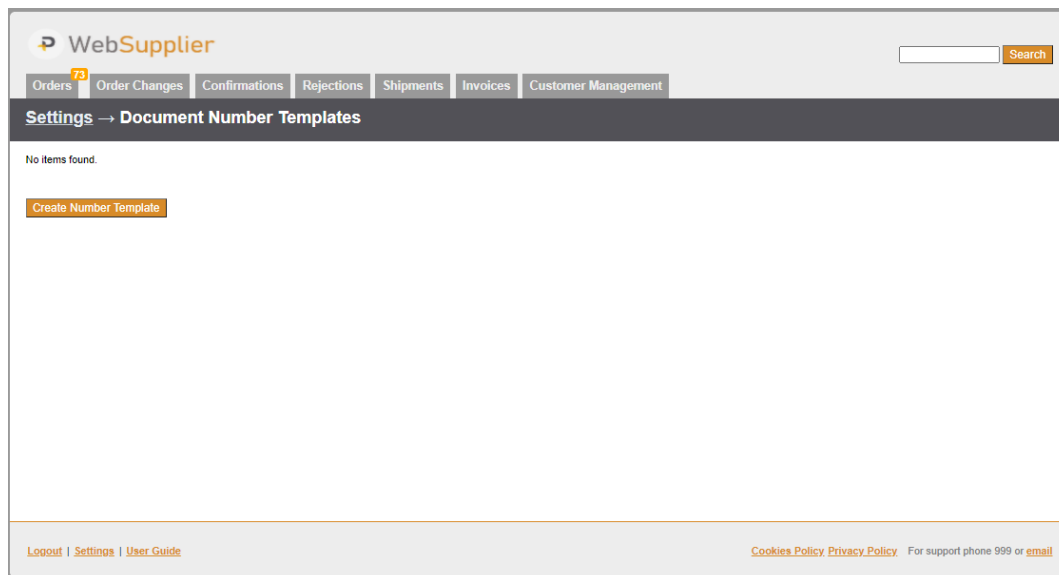 WebSupplier
Search
73
Orders Order Changes Confirmations Rejections Shipments Invoices Customer Management
Settings → Document Number Templates
No items found.
Create Number Template
Logout | Settings | User Guide Cookies Policy Privacy Policy For support phone 999 or email